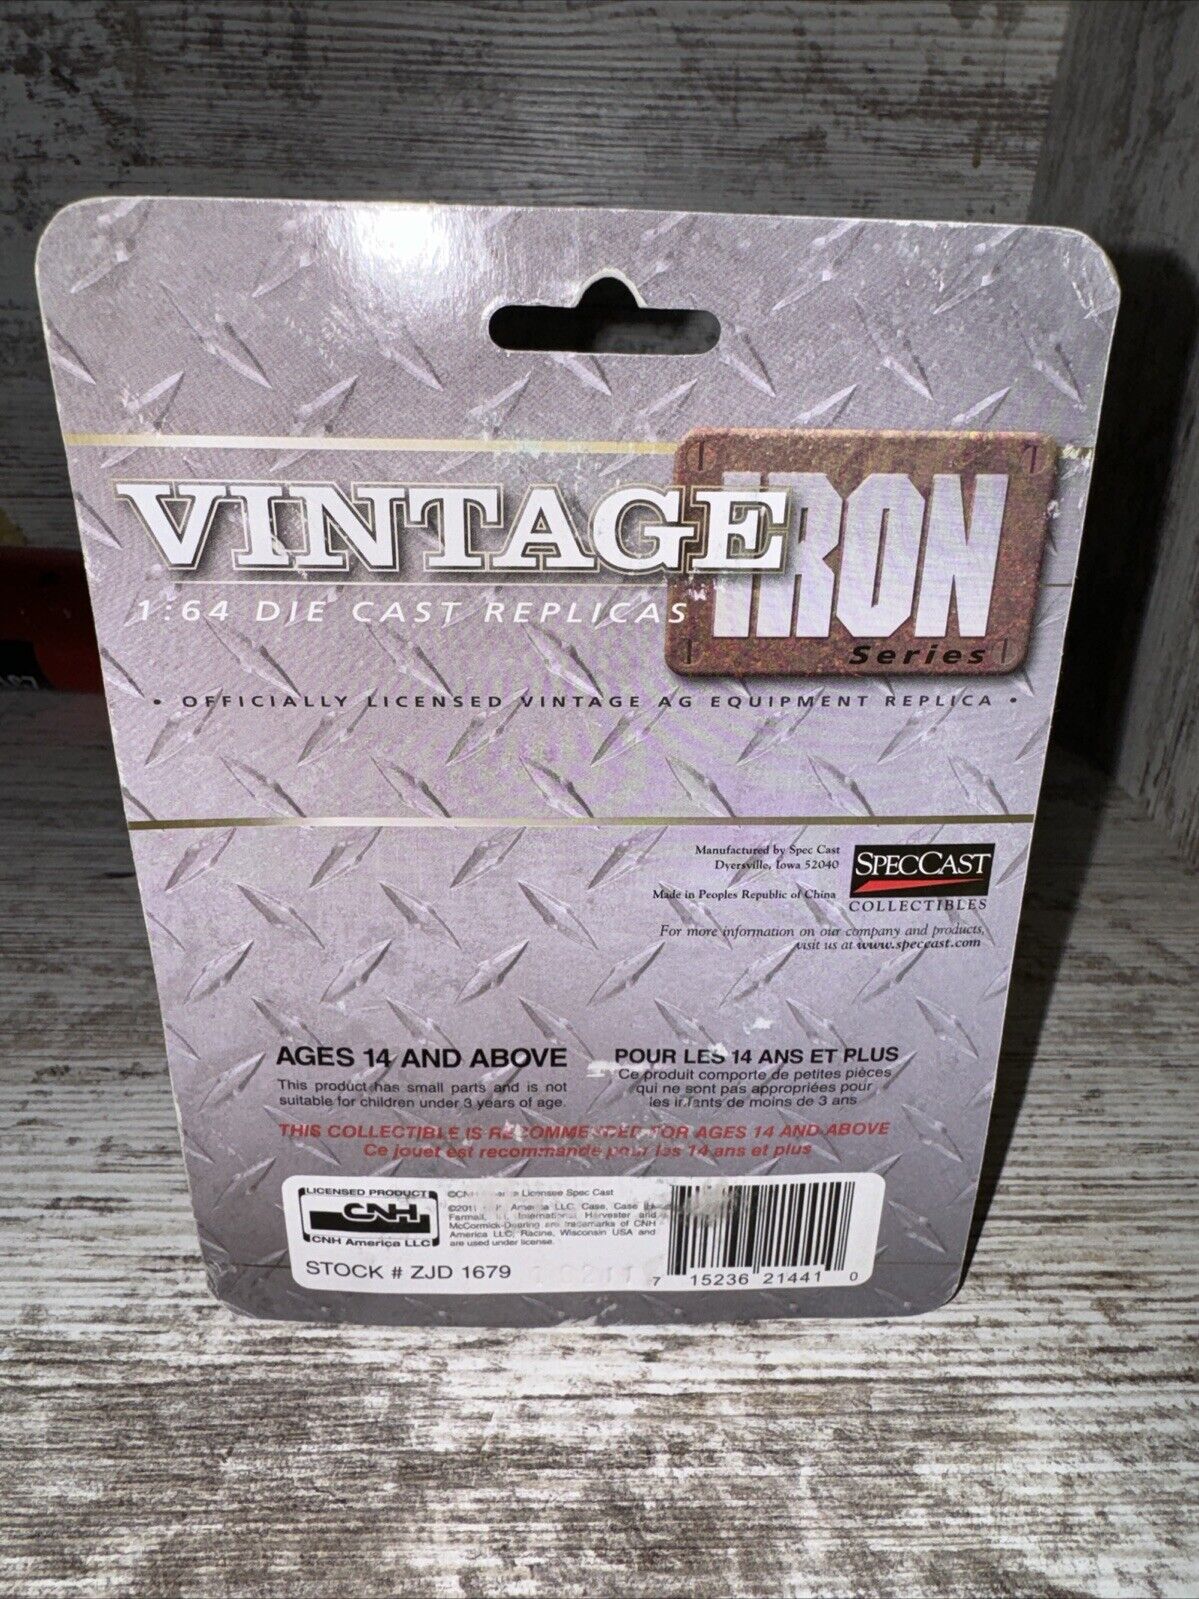 VINTAGE IRON
Series
1:64 DIE CAST REPLICAS
• OFFICIALLY LICENSED VINTAGE AG EQUIPMENT REPLICA •
Manufactured by Spec Cast
Dyersville, Iowa 52040
Made in Peoples Republic of China
SPECCAST
COLLECTIBLES
For more information on our company and products,
visit us at www.speccast.com
AGES 14 AND ABOVE
This product has small parts and is not
suitable for children under 3 years of age.
POUR LES 14 ANS ET PLUS
Ce produit comporte de petites pièces
qui ne sont pas appropriées pour
les infants de moins de 3 ans
THIS COLLECTIBLE IS RECOMMENDED FOR AGES 14 AND ABOVE
Ce jouet est recommande pour las 14 ans et plus
LICENSED PRODUCT
CNH
CNH America LLC
Licensee Spec Cast
America LLC, Case, Case IH,
Farmall, International Harvester and
McCormick-Deering are trademarks of CNH
America LLC, Racine, Wisconsin USA and
are used under license.
STOCK # ZJD 1679
7 15236 21441 0